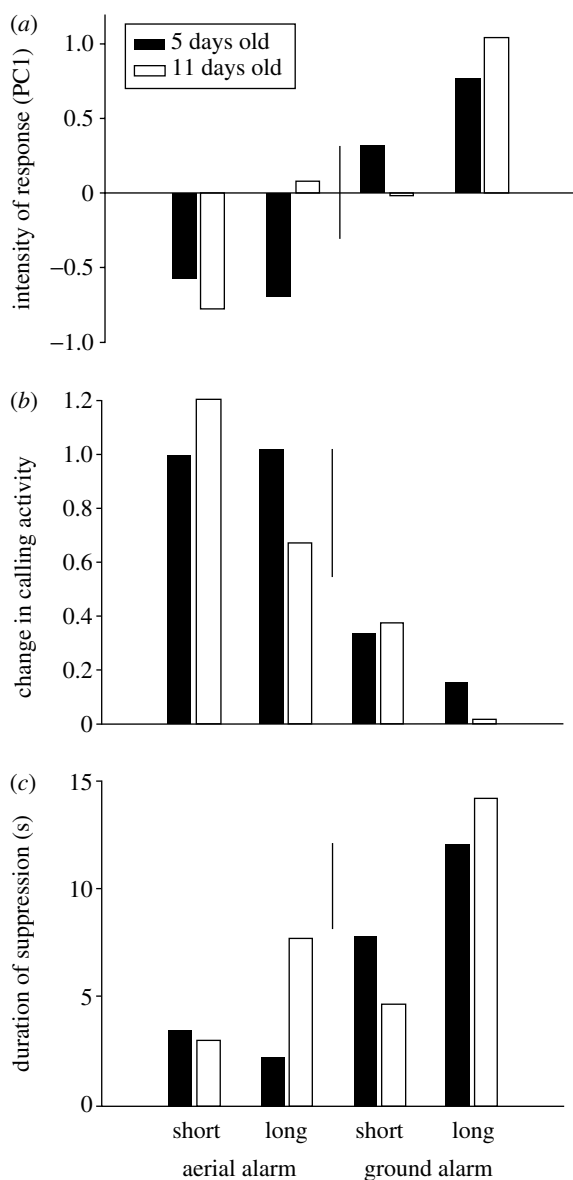 (a)
1.0
0.5
0
−0.5
−1.0
intensity of response (PC1)
5 days old
11 days old
(b)
1.2
1.0
0.8
0.6
0.4
0.2
0
change in calling activity
(c)
15
10
5
0
duration of suppression (s)
short long short long
aerial alarm ground alarm